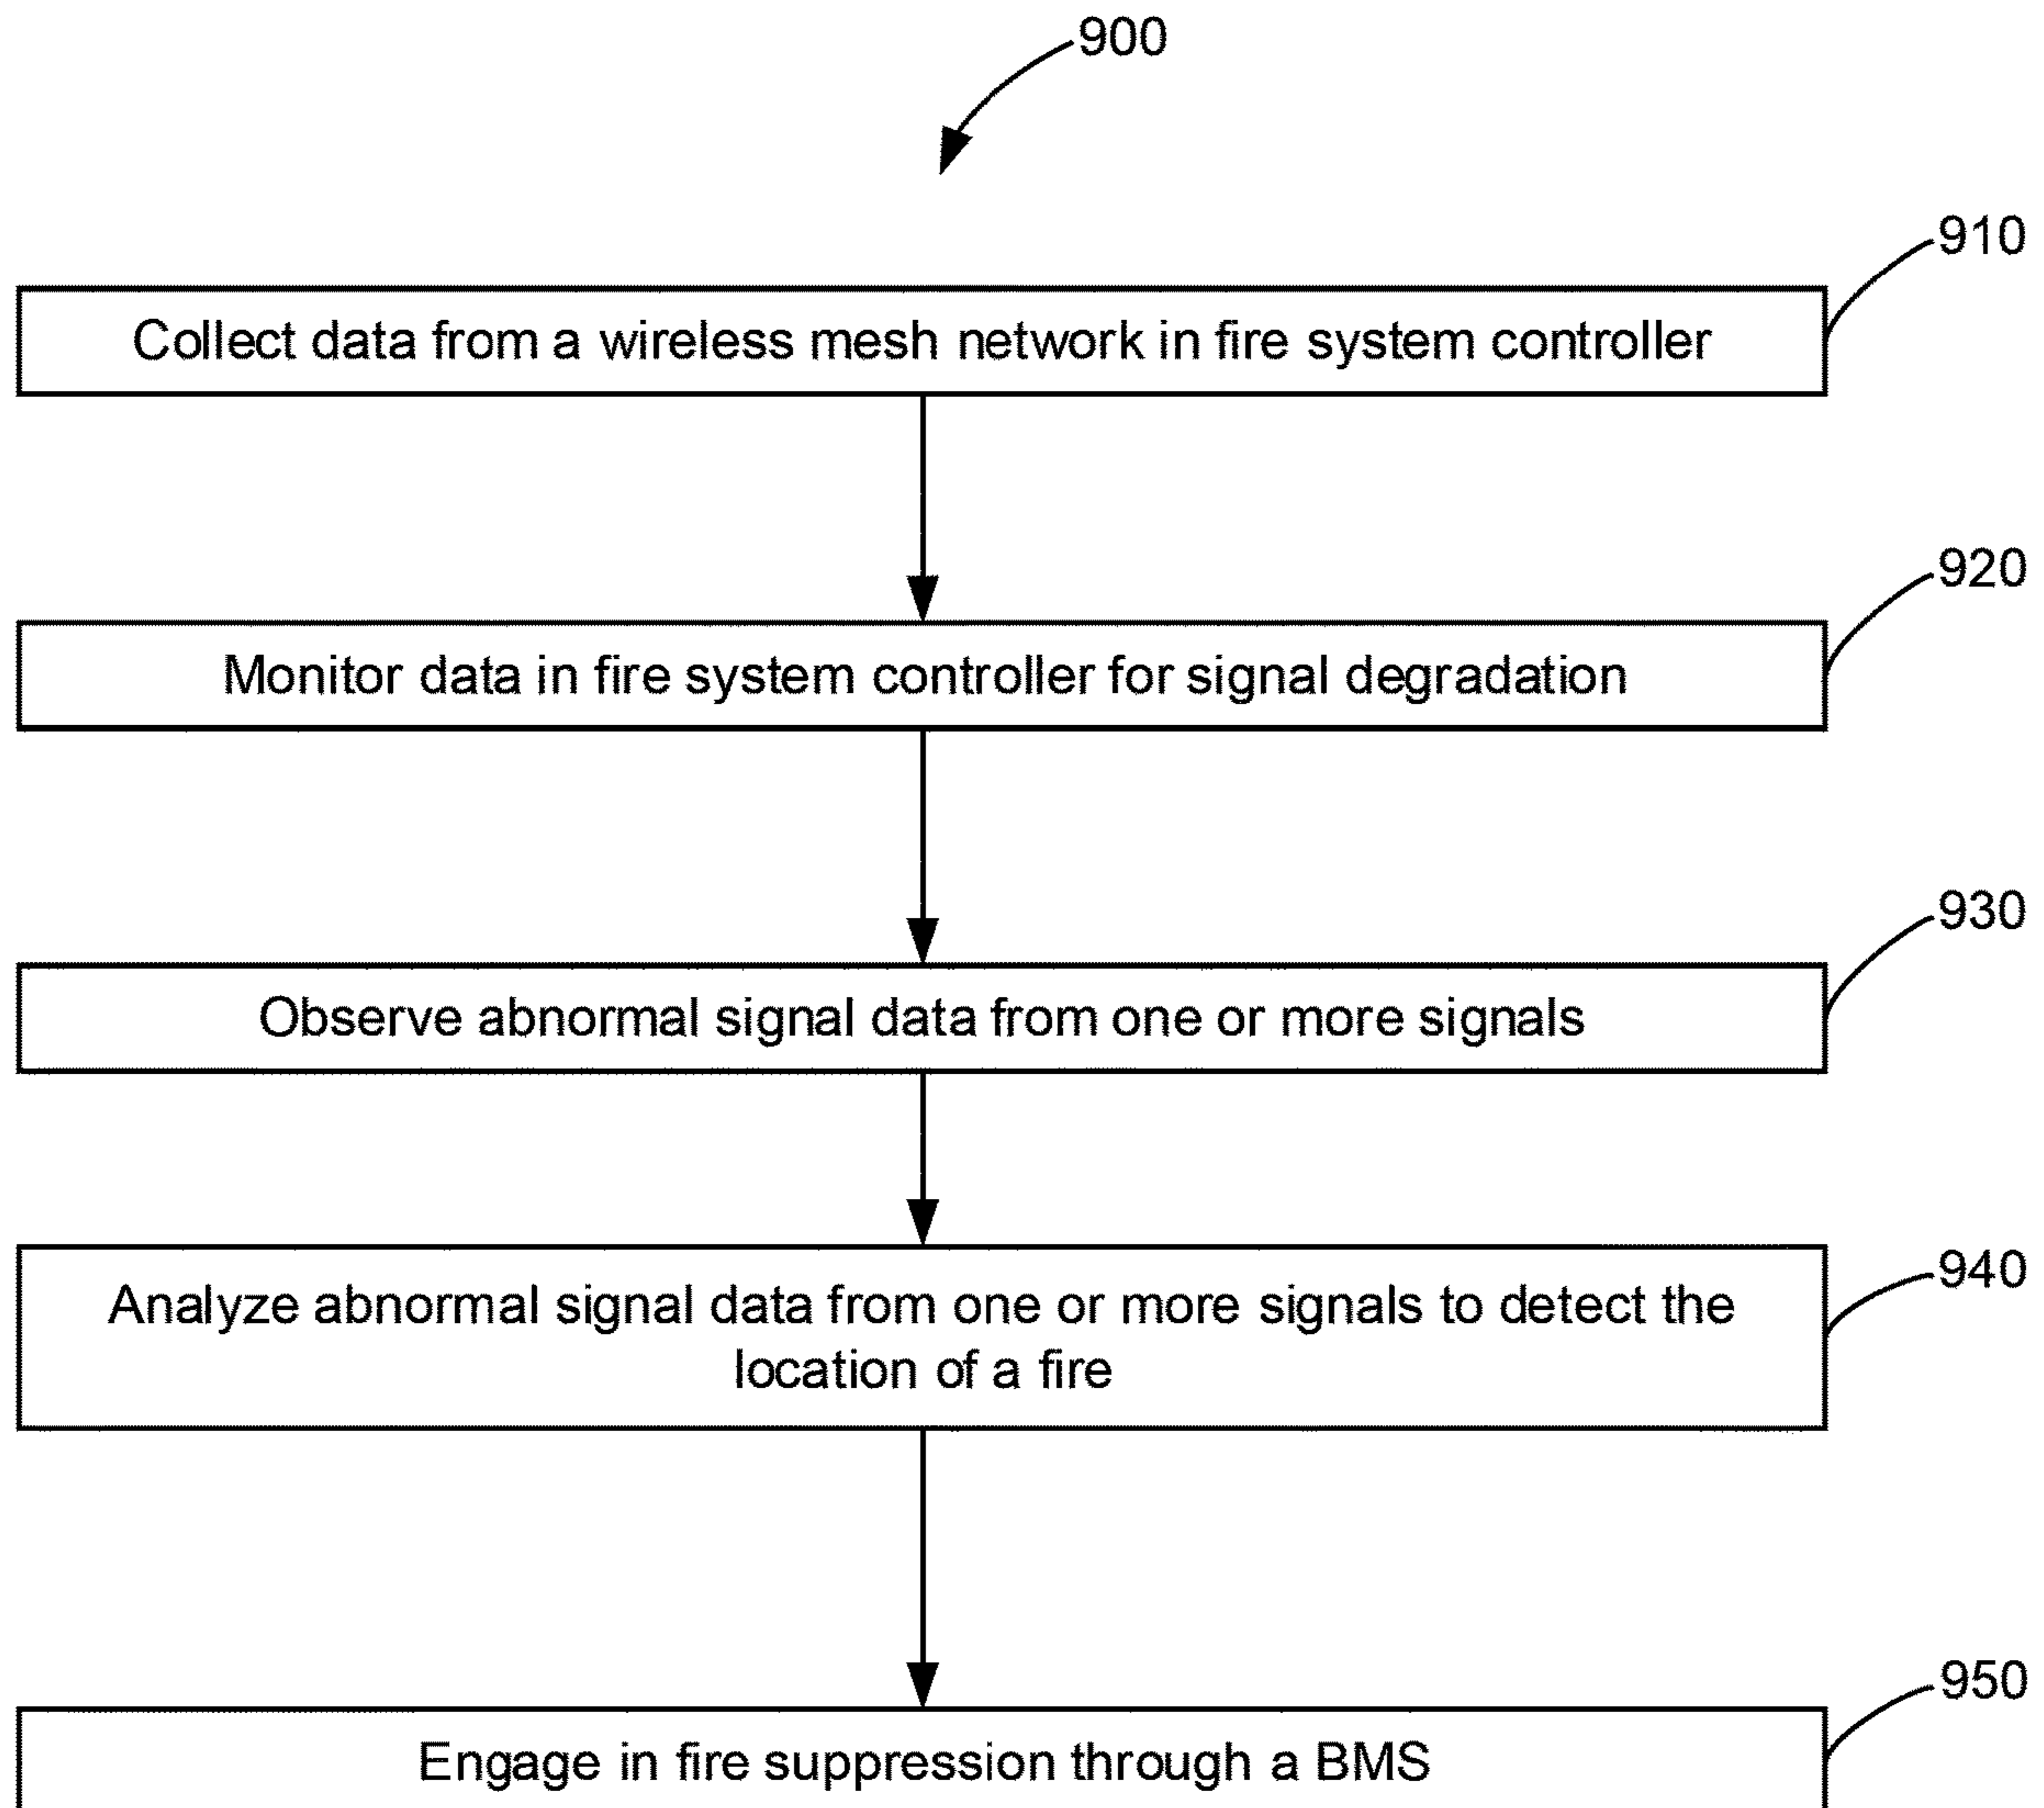 900
910
Collect data from a wireless mesh network in fire system controller
920
Monitor data in fire system controller for signal degradation
930
Observe abnormal signal data from one or more signals
940
Analyze abnormal signal data from one or more signals to detect the
location of a fire
950
Engage in fire suppression through a BMS